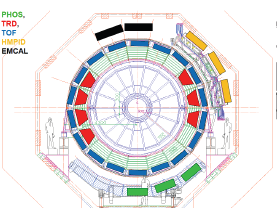 PHOS,
TRD,
TOF
HMPID
EMCAL